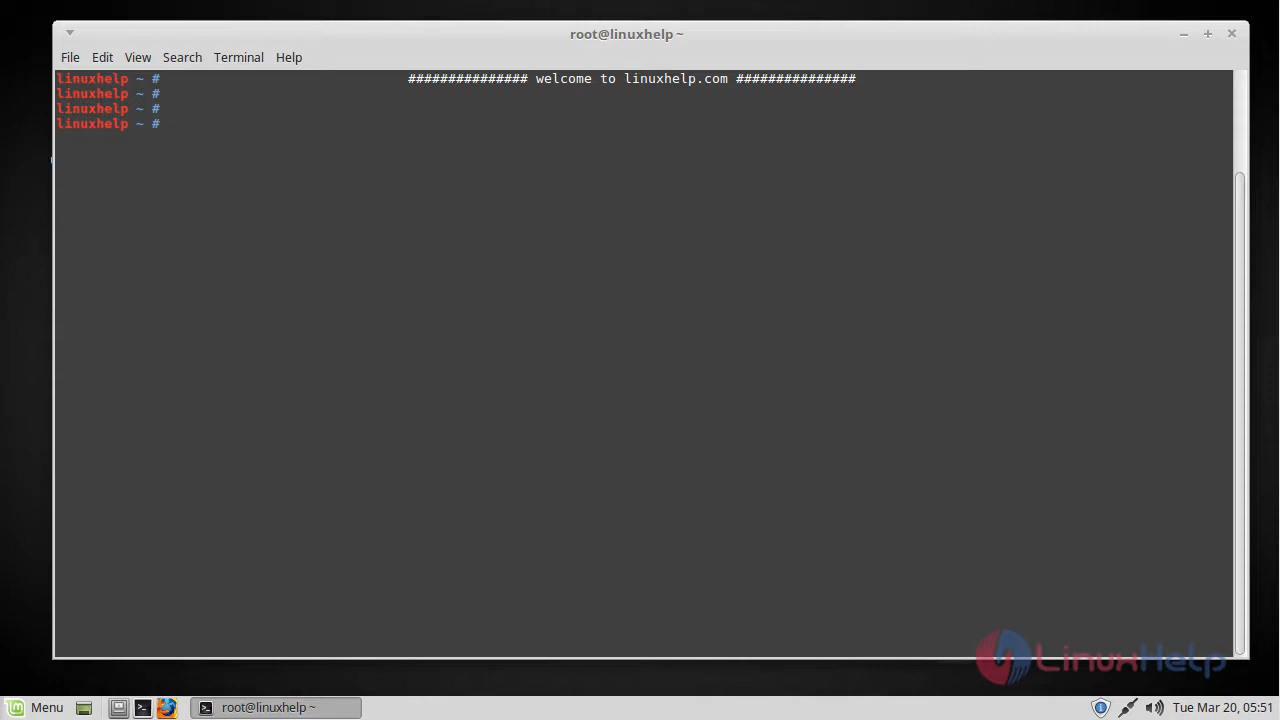 root@linuxhelp ~
File Edit View Search Terminal Help
linuxhelp ~ # ############### welcome to linuxhelp.com ###############
linuxhelp ~ #
linuxhelp ~ #
linuxhelp ~ #
LinuxHelp
Menu root@linuxhelp ~ Tue Mar 20, 05:51